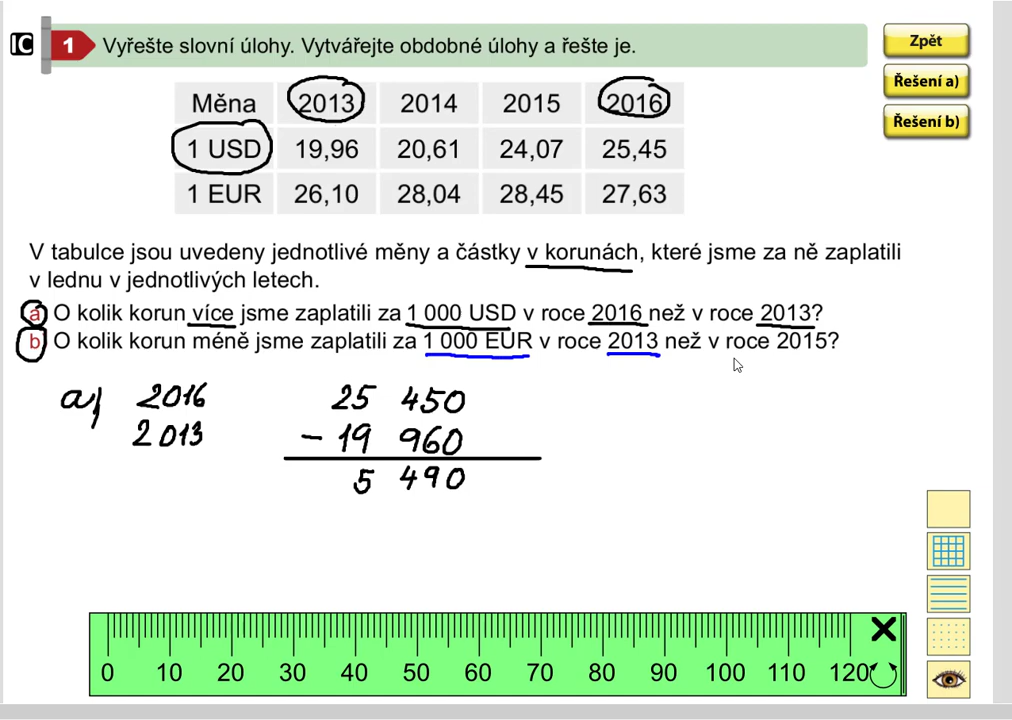 IC 1 Vyřešte slovní úlohy. Vytvářejte obdobné úlohy a řešte je.
Zpět
Řešení a)
Řešení b)
Měna 2013 2014 2015 2016
1 USD 19,96 20,61 24,07 25,45
1 EUR 26,10 28,04 28,45 27,63
V tabulce jsou uvedeny jednotlivé měny a částky v korunách, které jsme za ně zaplatili
v lednu v jednotlivých letech.
a O kolik korun více jsme zaplatili za 1 000 USD v roce 2016 než v roce 2013?
b O kolik korun méně jsme zaplatili za 1 000 EUR v roce 2013 než v roce 2015?
a) 2016 25 450
2013 - 19 960
5 490
0 10 20 30 40 50 60 70 80 90 100 110 120